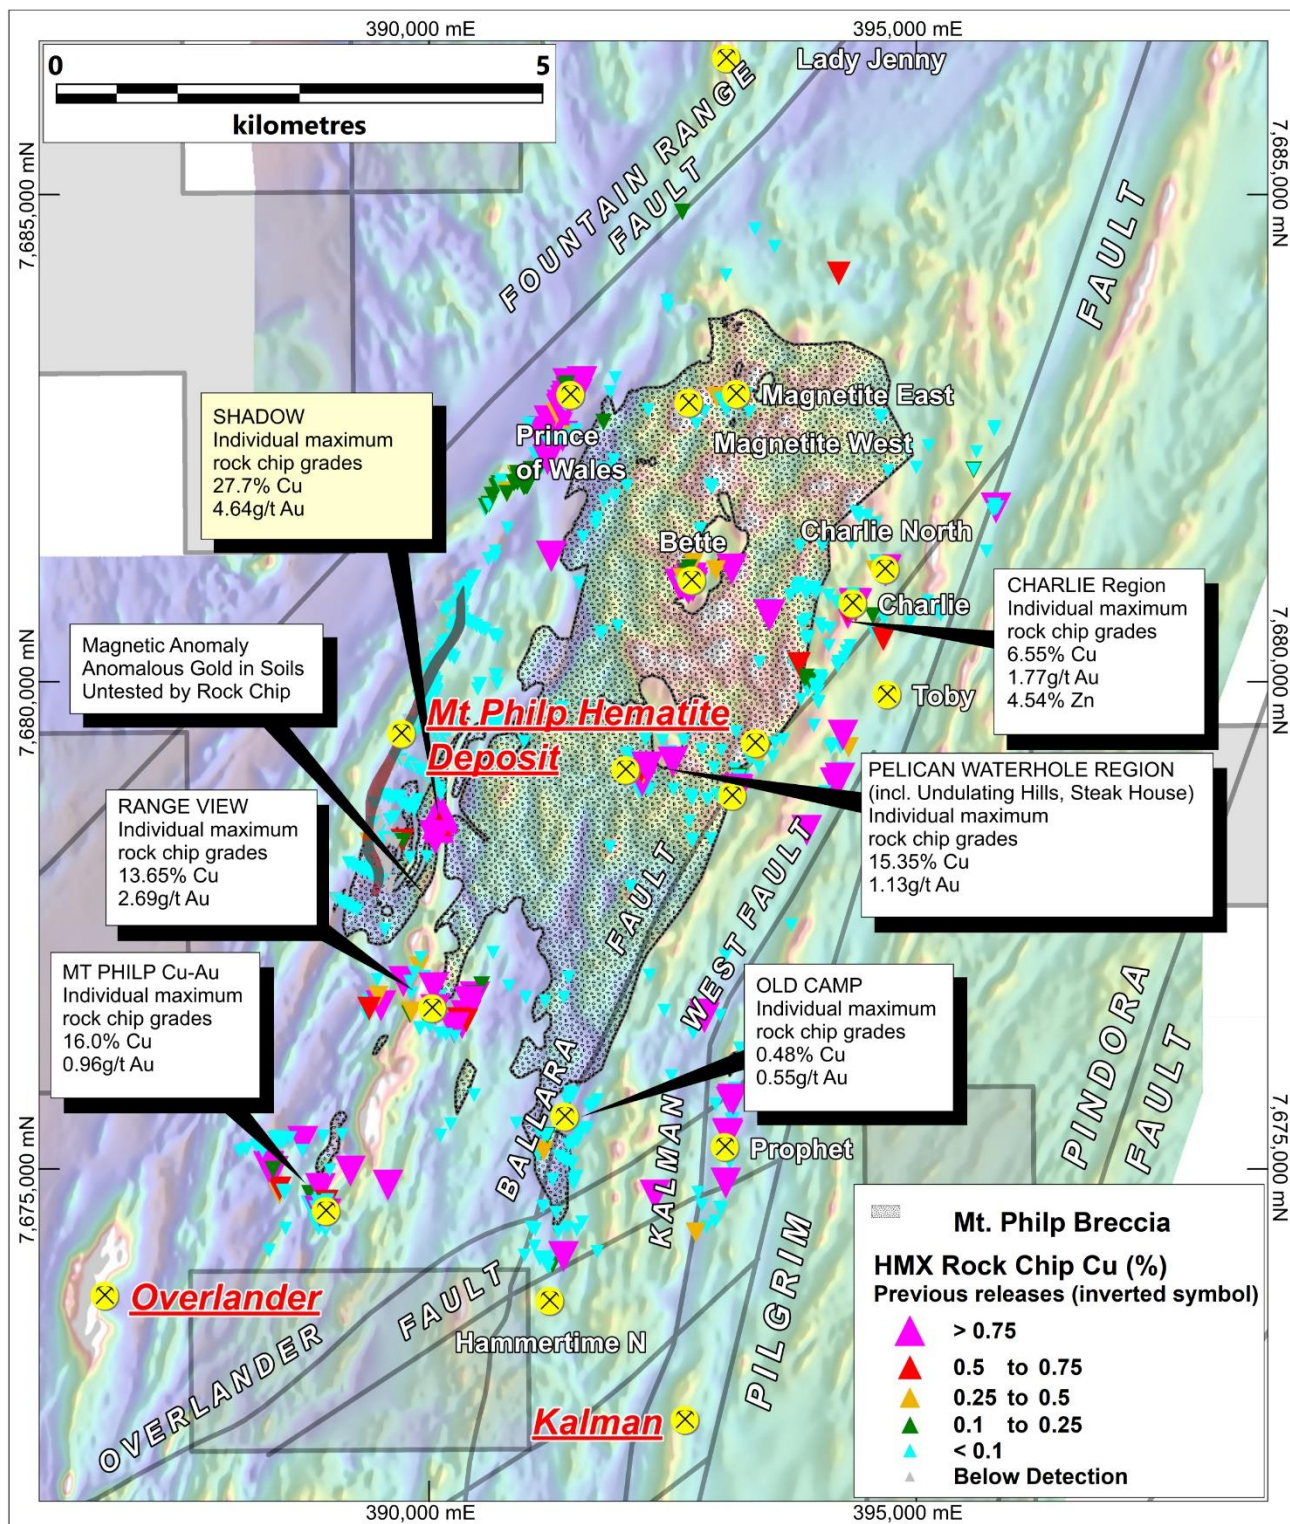 390,000 mE
395,000 mE
0 5
kilometres
Lady Jenny
FOUNTAIN RANGE
FAULT
7,685,000 mN
7,685,000 mN
FAULT
SHADOW
Individual maximum
rock chip grades
27.7% Cu
4.64g/t Au
Prince
of Wales
Magnetite East
Magnetite West
Bette
Charlie North
Charlie
CHARLIE Region
Individual maximum
rock chip grades
6.55% Cu
1.77g/t Au
4.54% Zn
Magnetic Anomaly
Anomalous Gold in Soils
Untested by Rock Chip
7,680,000 mN
7,660,000 mN
Toby
Mt Philp Hematite
Deposit
PELICAN WATERHOLE REGION
(incl. Undulating Hills, Steak House)
Individual maximum
rock chip grades
15.35% Cu
1.13g/t Au
RANGE VIEW
Individual maximum
rock chip grades
13.65% Cu
2.69g/t Au
MT PHILP Cu-Au
Individual maximum
rock chip grades
16.0% Cu
0.96g/t Au
OLD CAMP
Individual maximum
rock chip grades
0.48% Cu
0.55g/t Au
BALLARA FAULT
KALMAN WEST FAULT
PINDORA
FAULT
7,675,000 mN
7,675,000 mN
Prophet
PILGRIM
Overlander
OVERLANDER FAULT
Hammertime N
Kalman
Mt. Philp Breccia
HMX Rock Chip Cu (%)
Previous releases (inverted symbol)
> 0.75
0.5 to 0.75
0.25 to 0.5
0.1 to 0.25
< 0.1
Below Detection
390,000 mE
395,000 mE